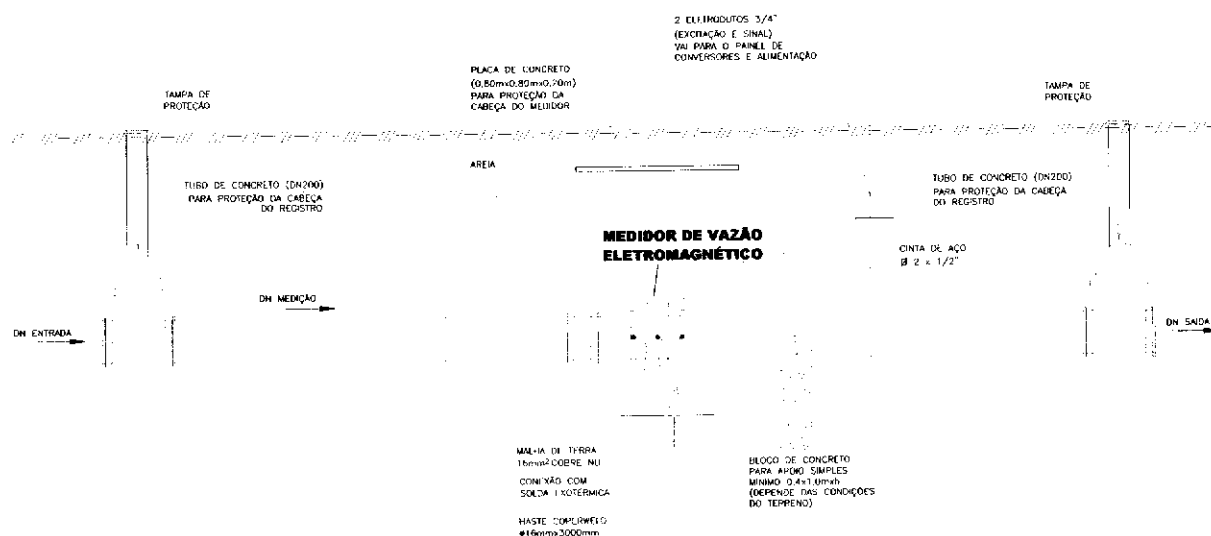 2 ELETRODUTOS 3/4"
(EXCITAÇÃO E SINAL)
VAI PARA O PAINEL DE
CONVERSORES E ALIMENTAÇÃO
PLACA DE CONCRETO
(0,80mx0,80mx0,20m)
PARA PROTEÇÃO DA
CABEÇA DO MEDIDOR
TAMPA DE
PROTEÇÃO
TAMPA DE
PROTEÇÃO
AREIA
TUBO DE CONCRETO (DN200)
PARA PROTEÇÃO DA CABEÇA
DO REGISTRO
TUBO DE CONCRETO (DN200)
PARA PROTEÇÃO DA CABEÇA
DO REGISTRO
MEDIDOR DE VAZÃO
ELETROMAGNÉTICO
CINTA DE AÇO
Ø 2 x 1/2"
DN MEDIÇÃO
DN ENTRADA
DN SAIDA
MALHA DE TERRA
16mm² COBRE NU
CONEXÃO COM
SOLDA EXOTÉRMICA
HASTE COPERWELD
ø16mmx3000mm
BLOCO DE CONCRETO
PARA APOIO SIMPLES
MINIMO 0,4x1,0mxh
(DEPENDE DAS CONDIÇÕES
DO TERRENO)